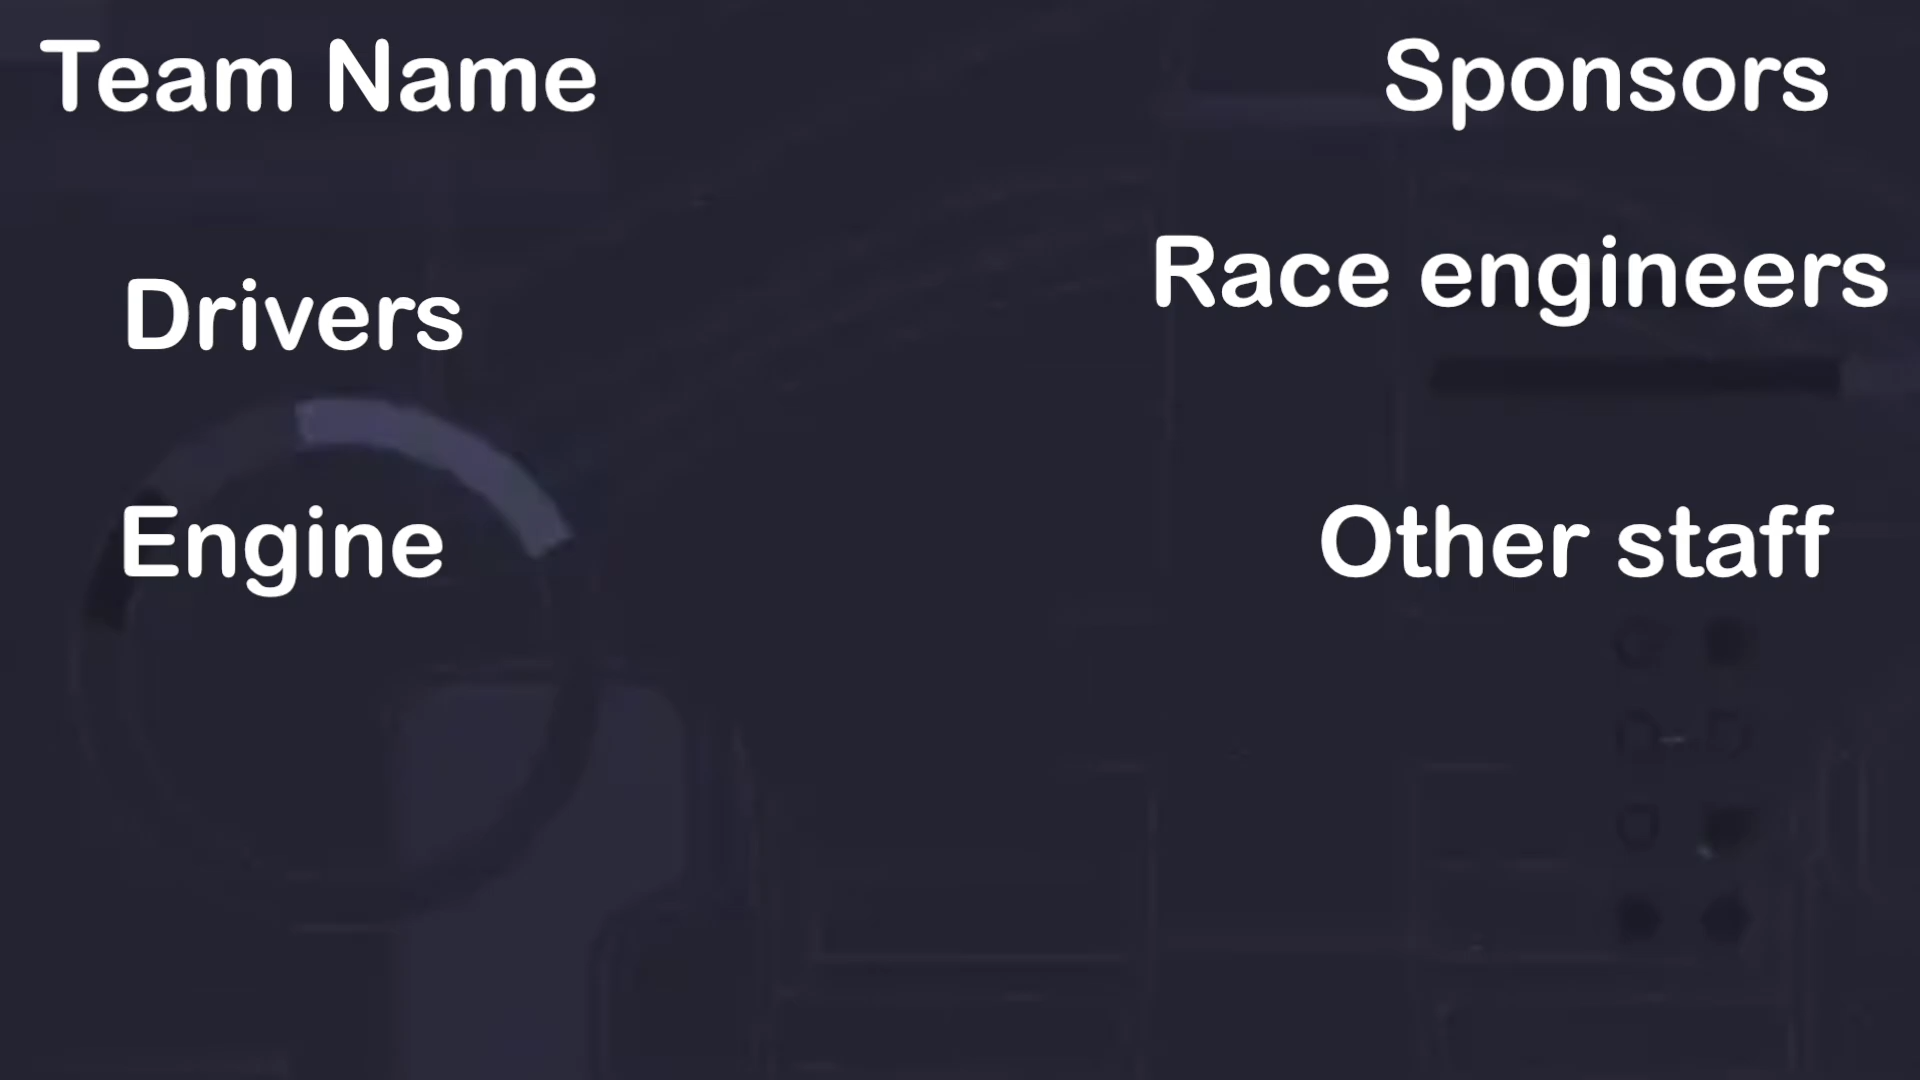 Team Name
Sponsors
Drivers
Race engineers
Engine
Other staff